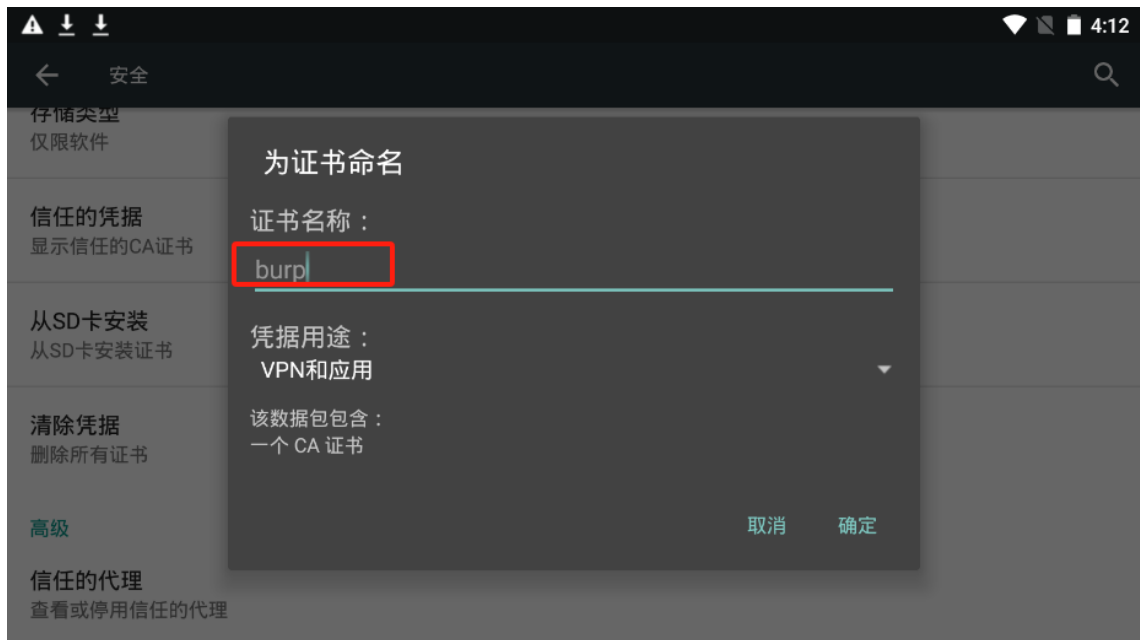 4:12
安全
存储类型
仅限软件
信任的凭据
显示信任的CA证书
从SD卡安装
从SD卡安装证书
清除凭据
删除所有证书
高级
信任的代理
查看或停用信任的代理
为证书命名
证书名称：
burp
凭据用途：
VPN和应用
该数据包包含：
一个 CA 证书
取消
确定